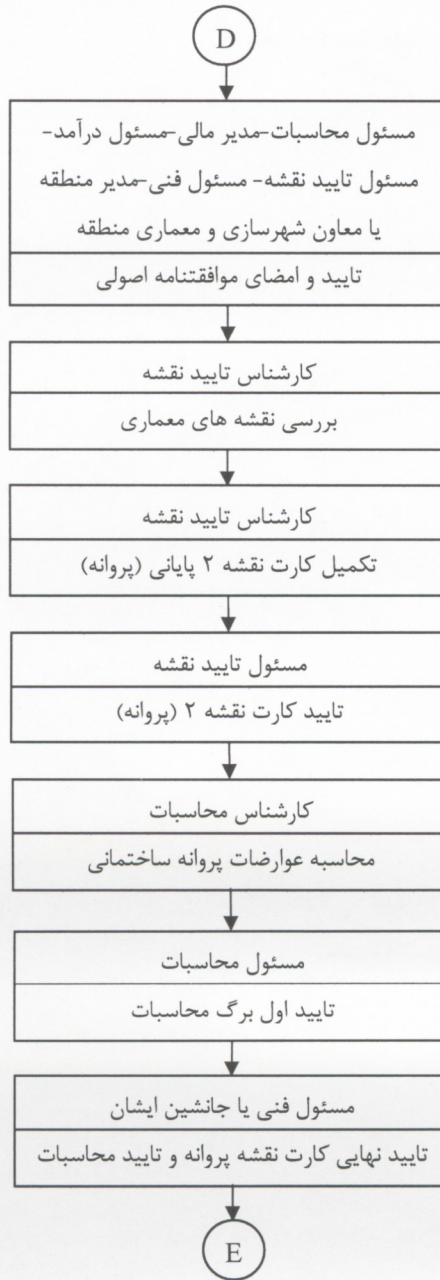 D
مسئول محاسبات-مدیر مالی-مسئول درآمد-
مسئول تایید نقشه- مسئول فنی-مدیر منطقه
یا معاون شهرسازی و معماری منطقه
تایید و امضای موافقتنامه اصولی
کارشناس تایید نقشه
بررسی نقشه های معماری
کارشناس تایید نقشه
تکمیل کارت نقشه ۲ پایانی (پروانه)
مسئول تایید نقشه
تایید کارت نقشه ۲ (پروانه)
کارشناس محاسبات
محاسبه عوارضات پروانه ساختمانی
مسئول محاسبات
تایید اول برگ محاسبات
مسئول فنی یا جانشین ایشان
تایید نهایی کارت نقشه پروانه و تایید محاسبات
E